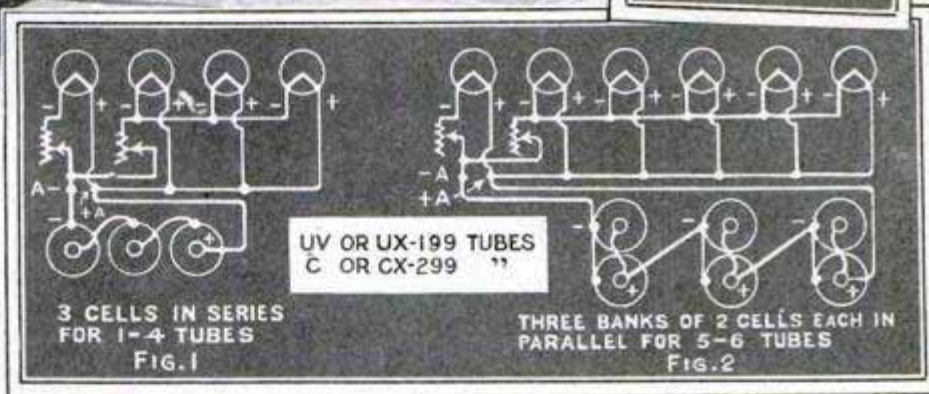 - + - + - + - +
A-
+A
-
+
3 CELLS IN SERIES
FOR 1-4 TUBES
FIG.1
UV OR UX-199 TUBES
C OR CX-299 "
- + - + - + - + - + - +
-A
+A
- - -
+ + +
THREE BANKS OF 2 CELLS EACH IN
PARALLEL FOR 5-6 TUBES
FIG.2